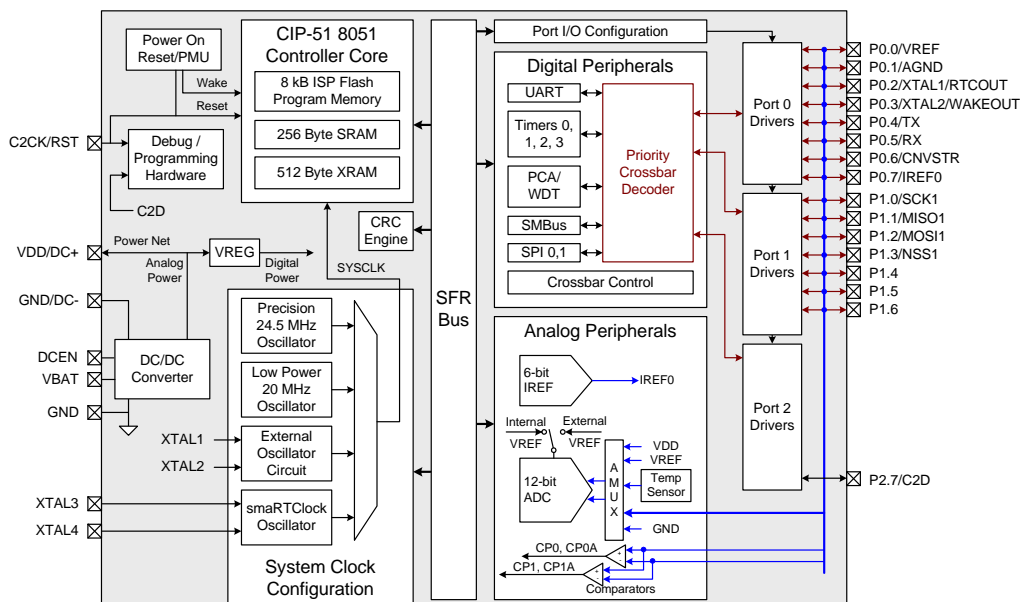 Power On
Reset/PMU
Wake
Reset
C2CK/RST
Debug /
Programming
Hardware
C2D
CIP-51 8051
Controller Core
8 kB ISP Flash
Program Memory
256 Byte SRAM
512 Byte XRAM
CRC
Engine
VDD/DC+
Power Net
VREG
Analog
Power
Digital
Power
SYSCLK
GND/DC-
DCEN
VBAT
GND
DC/DC
Converter
XTAL1
XTAL2
XTAL3
XTAL4
Precision
24.5 MHz
Oscillator
Low Power
20 MHz
Oscillator
External
Oscillator
Circuit
smaRTClock
Oscillator
System Clock
Configuration
SFR
Bus
Port I/O Configuration
Digital Peripherals
UART
Timers 0,
1, 2, 3
PCA/
WDT
SMBus
SPI 0,1
Priority
Crossbar
Decoder
Crossbar Control
Analog Peripherals
6-bit
IREF
IREF0
Internal
VREF
External
VREF
12-bit
ADC
A
M
U
X
VDD
VREF
Temp
Sensor
GND
CP0, CP0A
+
-
CP1, CP1A
+
-
Comparators
Port 0
Drivers
Port 1
Drivers
Port 2
Drivers
P0.0/VREF
P0.1/AGND
P0.2/XTAL1/RTCOUT
P0.3/XTAL2/WAKEOUT
P0.4/TX
P0.5/RX
P0.6/CNVSTR
P0.7/IREF0
P1.0/SCK1
P1.1/MISO1
P1.2/MOSI1
P1.3/NSS1
P1.4
P1.5
P1.6
P2.7/C2D